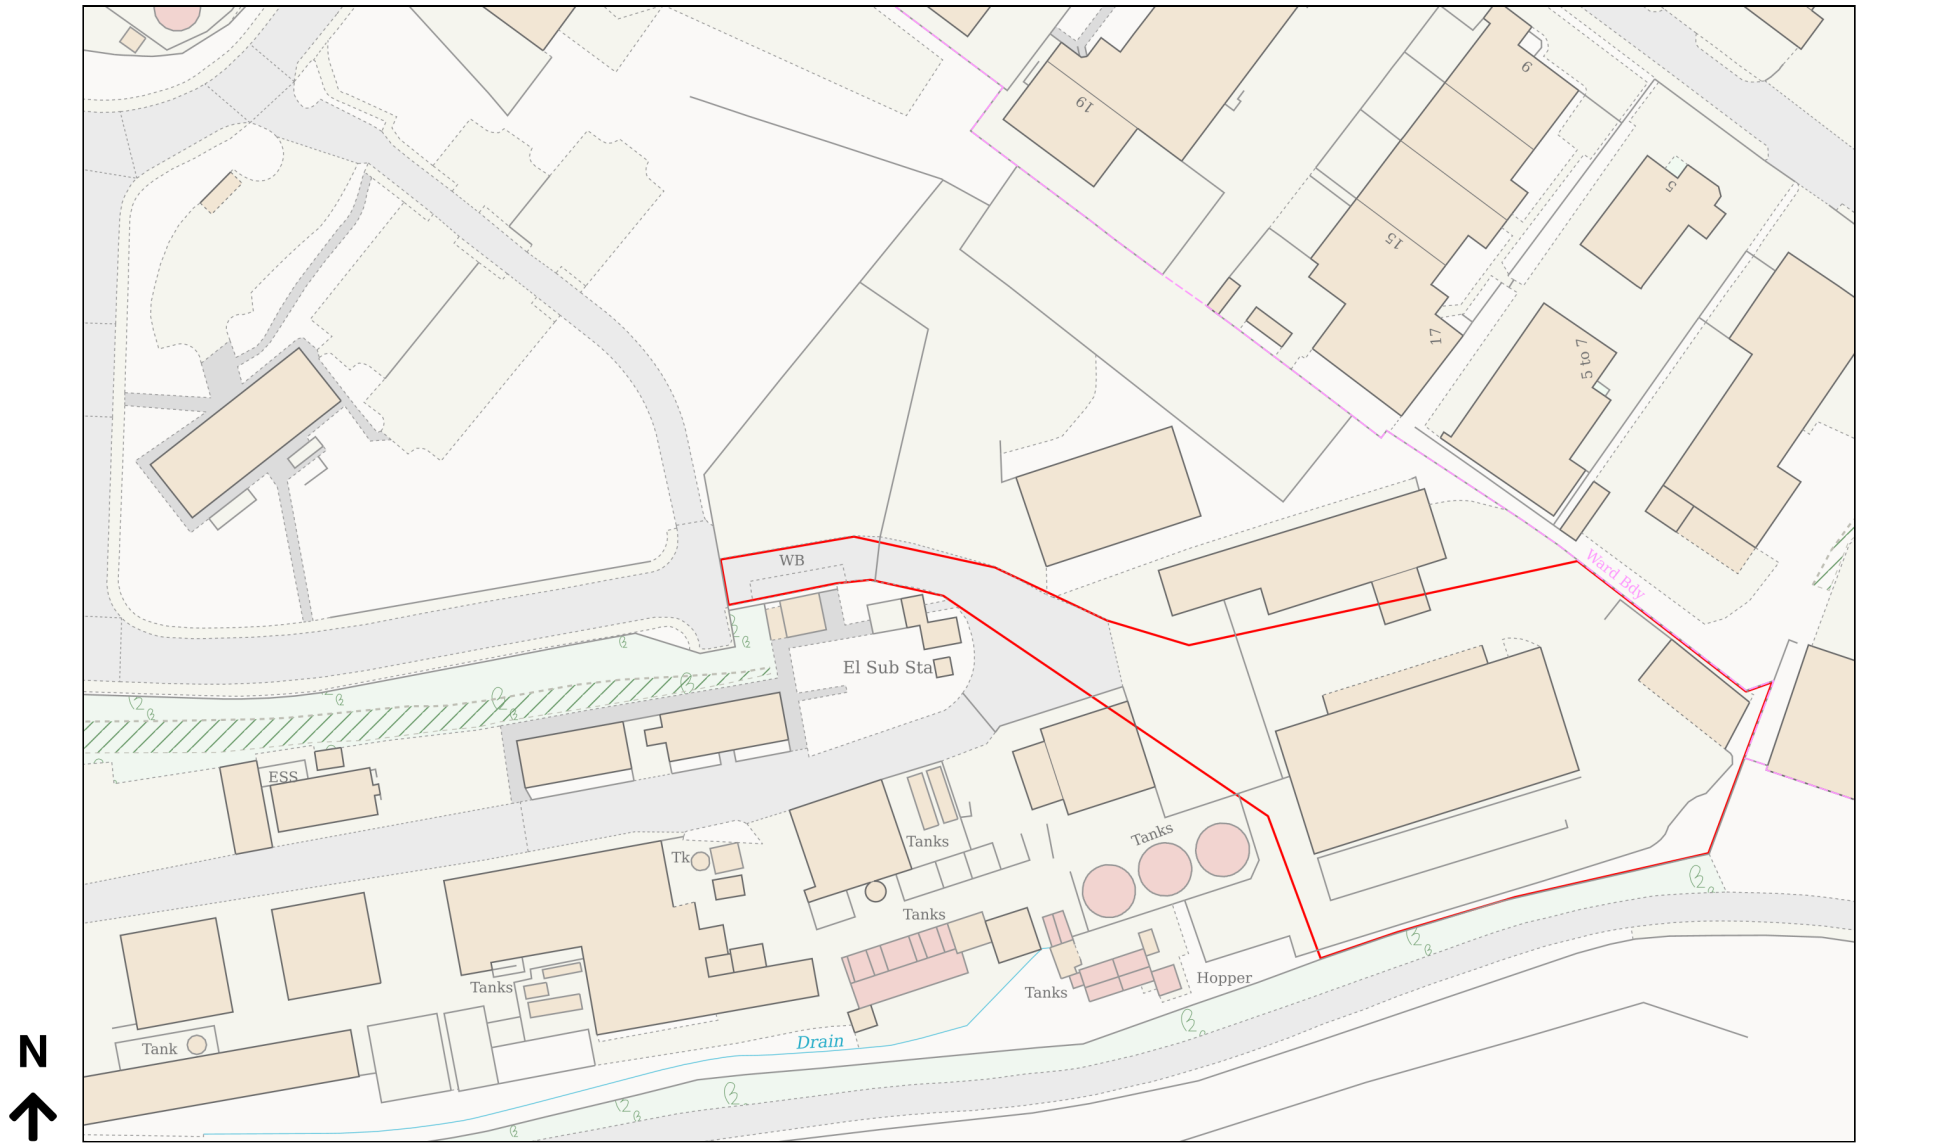 19
9
5
15
17
5 to 7
WB
Ward Bdy
El Sub Sta
ESS
Tanks
Tanks
Tk
Tanks
Tanks
Hopper
Tanks
Drain
Tank
N